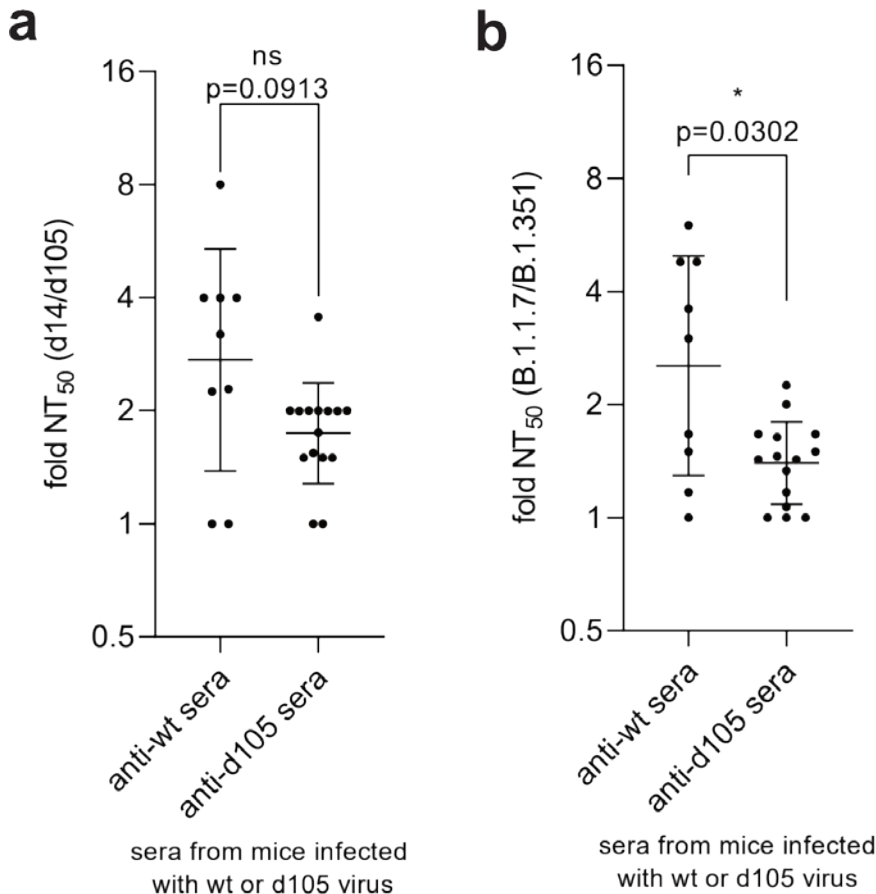 a
ns
p=0.0913
16
8
4
2
1
0.5
fold NT50 (d14/d105)
anti-wt sera
anti-d105 sera
sera from mice infected
with wt or d105 virus
b
*
p=0.0302
16
8
4
2
1
0.5
fold NT50 (B.1.1.7/B.1.351)
anti-wt sera
anti-d105 sera
sera from mice infected
with wt or d105 virus